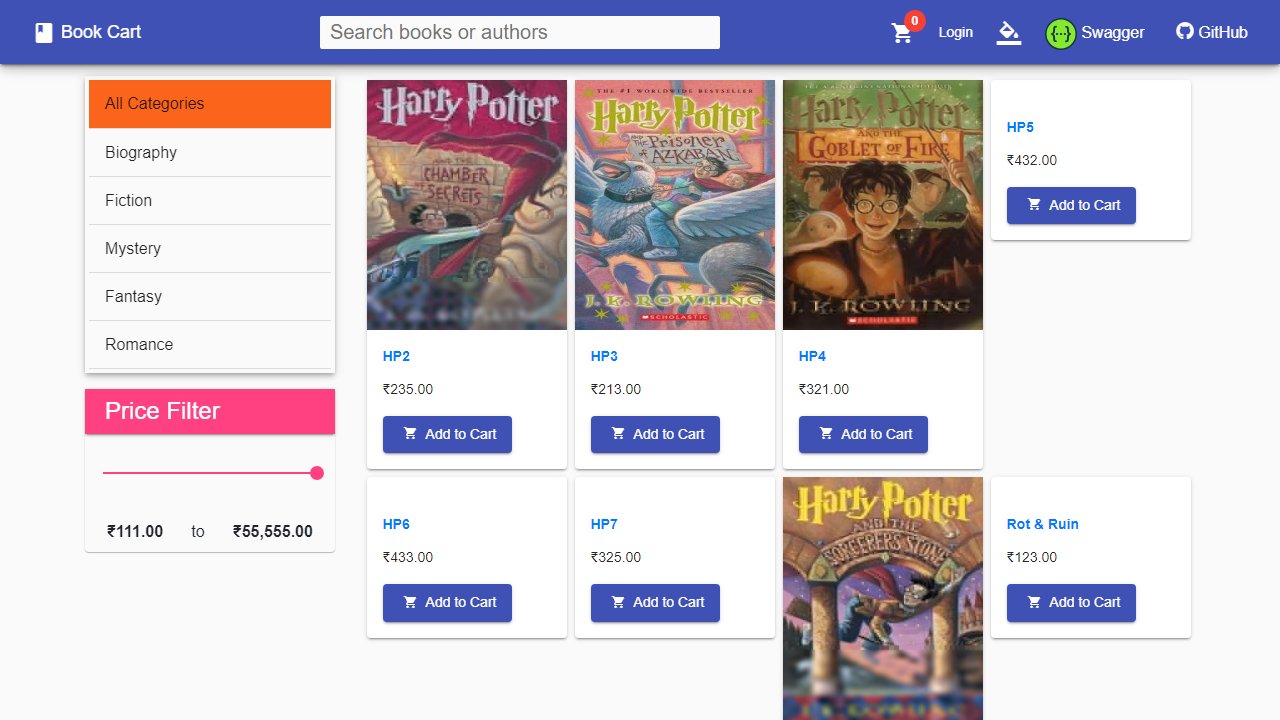 Book Cart
Search books or authors
0
Login
Swagger
GitHub
All Categories
Biography
Fiction
Mystery
Fantasy
Romance
Price Filter
₹111.00 to ₹55,555.00
Harry Potter
AND THE
CHAMBER
OF
SECRETS
HP2
₹235.00
Add to Cart
THE #1 WORLDWIDE BESTSELLER
Harry Potter
AND THE
Prisoner
of AZKABAN
J. K. ROWLING
SCHOLASTIC
HP3
₹213.00
Add to Cart
Harry Potter
AND THE
GOBLET OF FIRE
J. K. ROWLING
SCHOLASTIC
HP4
₹321.00
Add to Cart
HP5
₹432.00
Add to Cart
HP6
₹433.00
Add to Cart
HP7
₹325.00
Add to Cart
Harry Potter
AND THE
SORCERER'S STONE
J. K. ROWLING
Rot & Ruin
₹123.00
Add to Cart